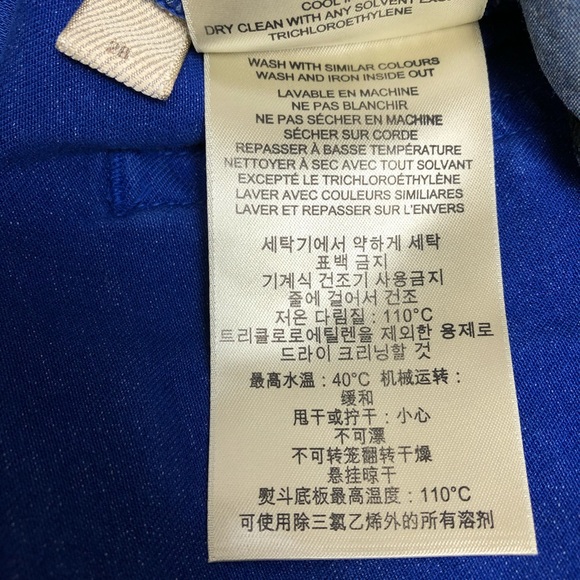 28
COOL
DRY CLEAN WITH ANY SOLVENT
TRICHLOROETHYLENE
WASH WITH SIMILAR COLOURS
WASH AND IRON INSIDE OUT
LAVABLE EN MACHINE
NE PAS BLANCHIR
NE PAS SÉCHER EN MACHINE
SÉCHER SUR CORDE
REPASSER À BASSE TEMPÉRATURE
NETTOYER À SEC AVEC TOUT SOLVANT
EXCEPTÉ LE TRICHLOROÉTHYLÈNE
LAVER AVEC COULEURS SIMILIARES
LAVER ET REPASSER SUR L'ENVERS
세탁기에서 약하게 세탁
표백 금지
기계식 건조기 사용금지
줄에 걸어서 건조
저온 다림질 : 110°C
트리클로로에틸렌을 제외한 용제로
드라이 크리닝할 것
最高水温 : 40°C 机械运转 :
缓和
甩干或拧干 : 小心
不可漂
不可转笼翻转干燥
悬挂晾干
熨斗底板最高温度 : 110°C
可使用除三氯乙烯外的所有溶剂